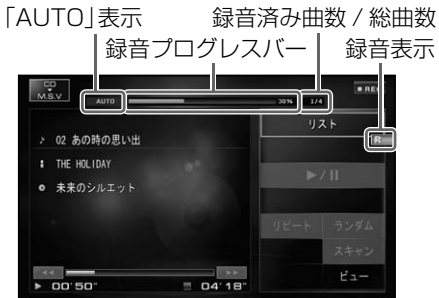 「AUTO」表示 録音済み曲数 / 総曲数
録音プログレスバー 録音表示
CD
M.S.V
AUTO 38% 1/4
■ REC
リスト
♪ 02 あの時の思い出
R
THE HOLIDAY
未来のシルエット
▶/II
リピート ランダム
スキャン
◀◀ ▶▶
ビュー
▶ 00'50" 04'18"